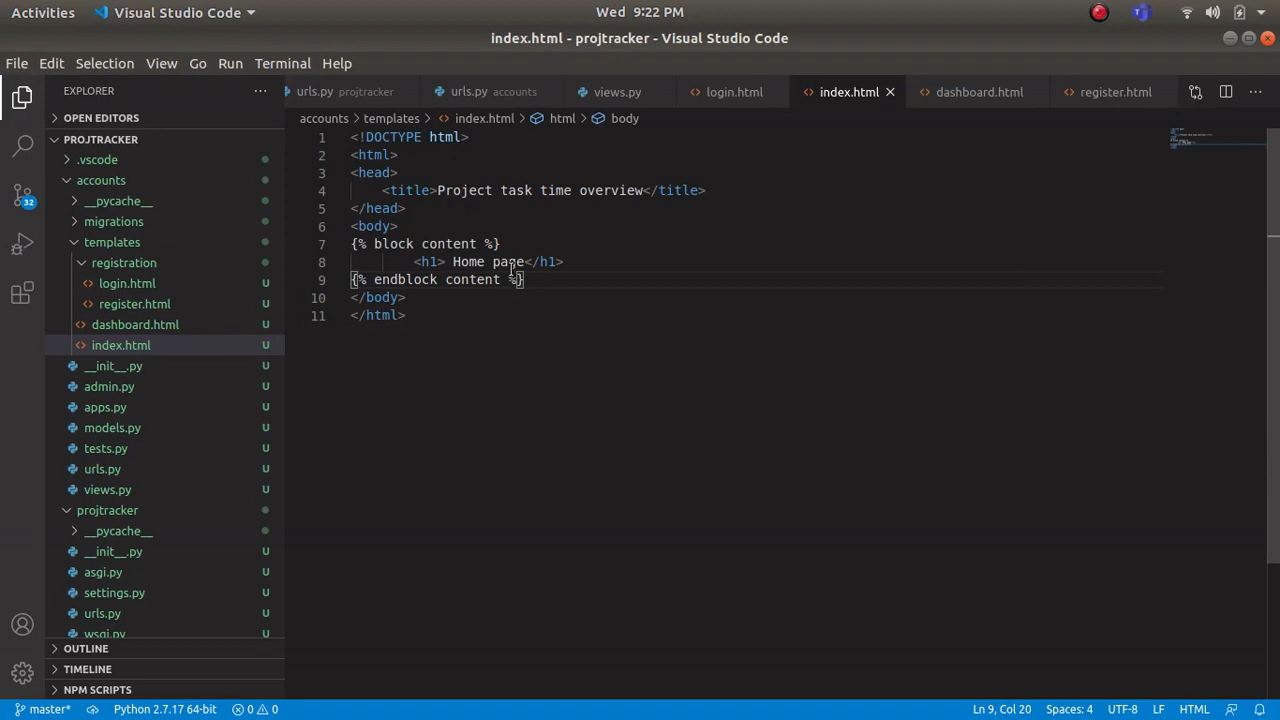 Activities Visual Studio Code Wed 9:22 PM
index.html - projtracker - Visual Studio Code
File Edit Selection View Go Run Terminal Help
EXPLORER
urls.py projtracker urls.py accounts views.py login.html index.html dashboard.html register.html
OPEN EDITORS
accounts > templates > index.html > html > body
PROJTRACKER
.vscode
accounts
__pycache__
migrations
templates
registration
login.html U
register.html U
dashboard.html U
index.html U
__init__.py U
admin.py U
apps.py U
models.py U
tests.py U
urls.py U
views.py U
projtracker
__pycache__
__init__.py U
asgi.py U
settings.py U
urls.py U
wsgi.py U
OUTLINE
TIMELINE
NPM SCRIPTS
32
1 <!DOCTYPE html>
2 <html>
3 <head>
4 <title>Project task time overview</title>
5 </head>
6 <body>
7 {% block content %}
8 <h1> Home page</h1>
9 {% endblock content %}
10 </body>
11 </html>
master* Python 2.7.17 64-bit 0 0 Ln 9, Col 20 Spaces: 4 UTF-8 LF HTML